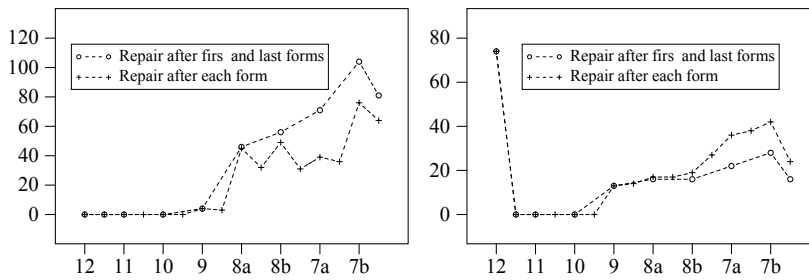 120
100
80
60
40
20
0
Repair after firs and last forms
Repair after each form
12 11 10 9 8a 8b 7a 7b
80
60
40
20
0
Repair after firs and last forms
Repair after each form
12 11 10 9 8a 8b 7a 7b